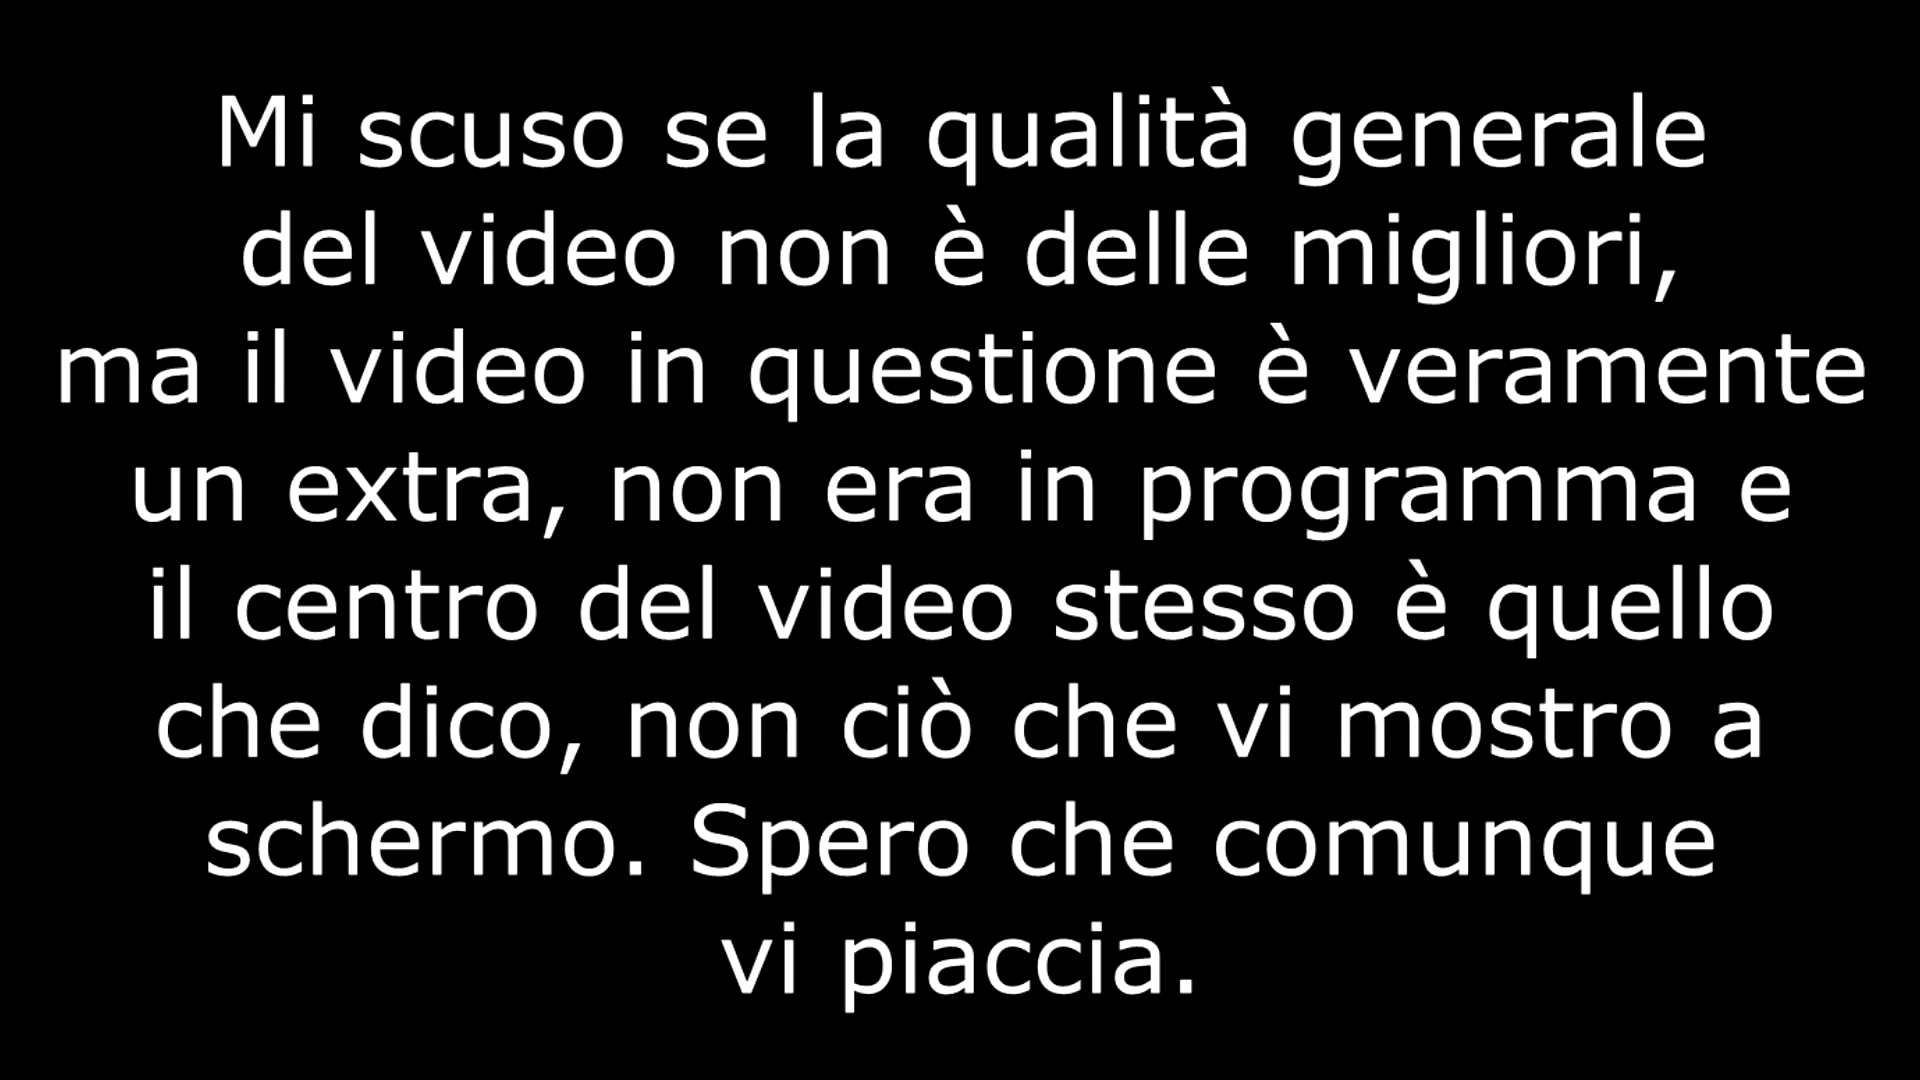 Mi scuso se la qualità generale
del video non è delle migliori,
ma il video in questione è veramente
un extra, non era in programma e
il centro del video stesso è quello
che dico, non ciò che vi mostro a
schermo. Spero che comunque
vi piaccia.